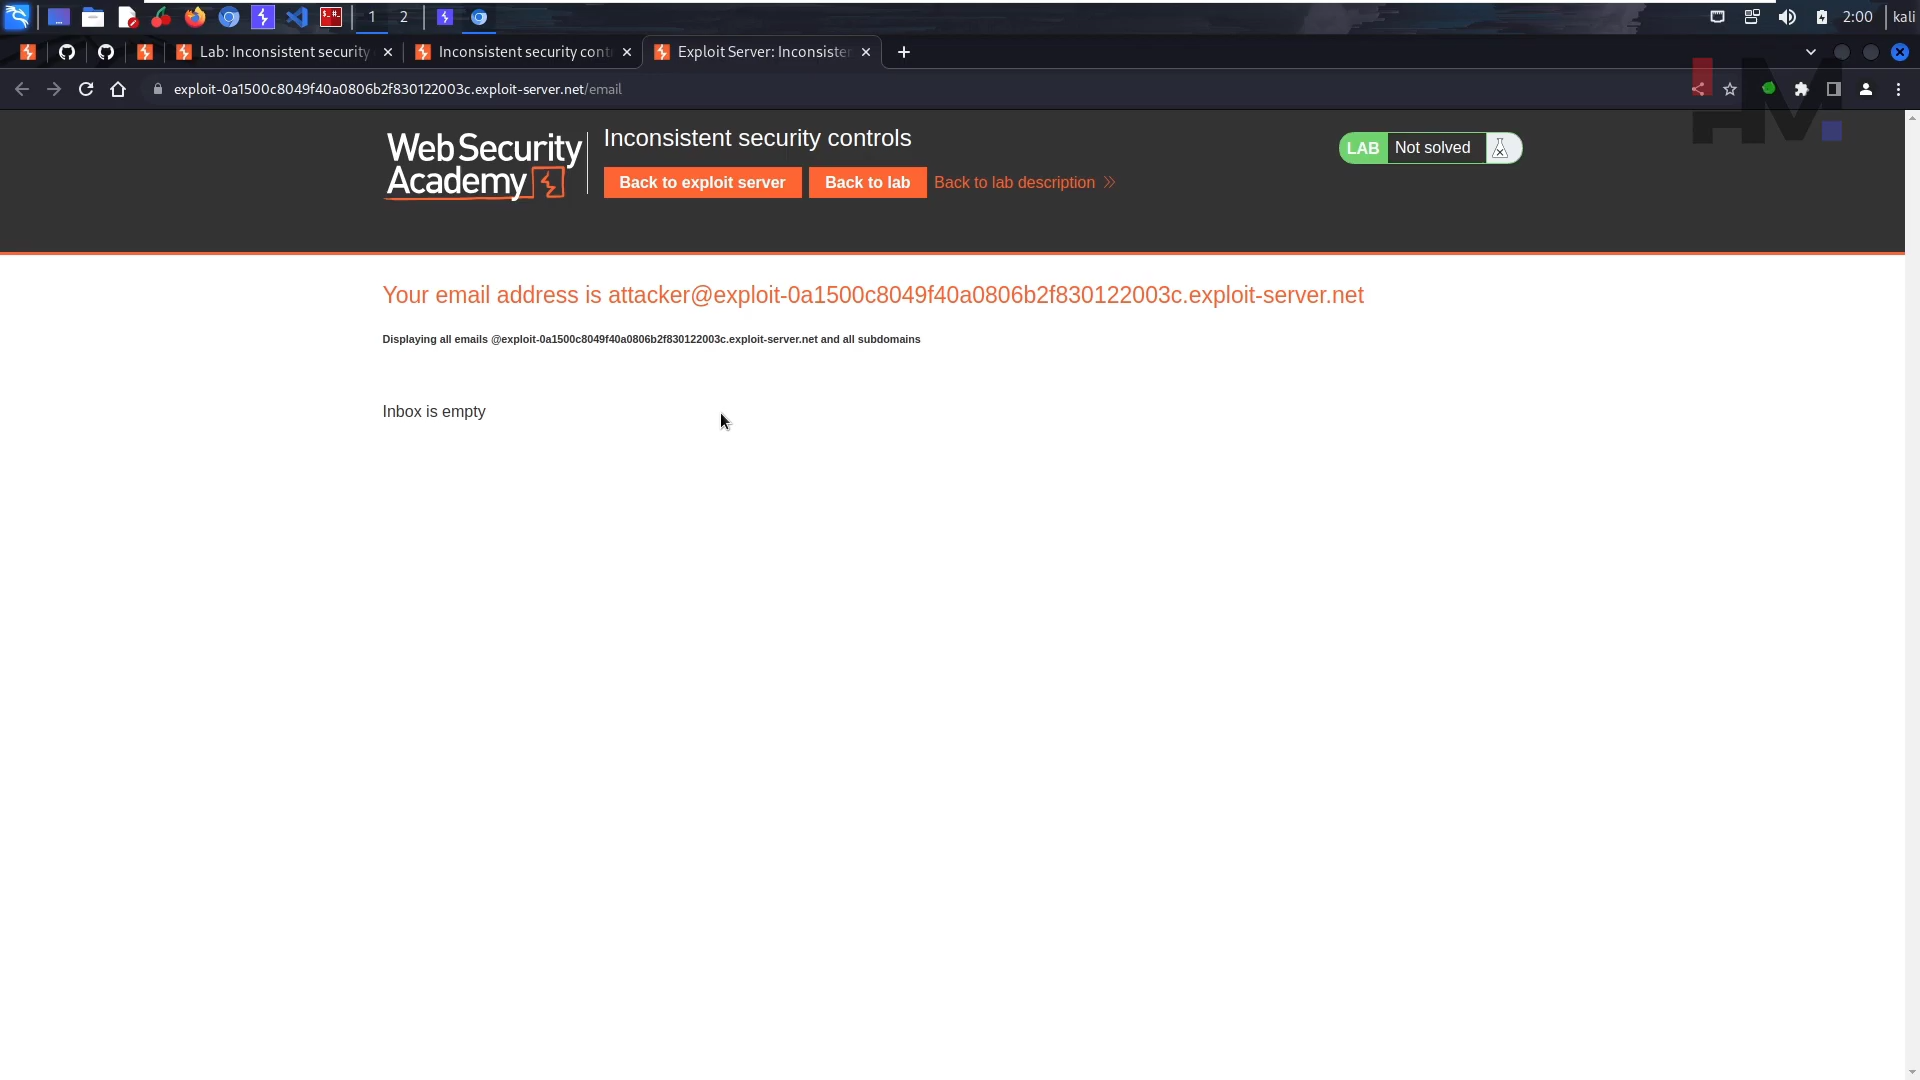 1 2 2:00 kali
Lab: Inconsistent security Inconsistent security cont Exploit Server: Inconsister
exploit-0a1500c8049f40a0806b2f830122003c.exploit-server.net/email
HM
WebSecurity
Academy
Inconsistent security controls
Back to exploit server Back to lab Back to lab description
LAB Not solved
Your email address is attacker@exploit-0a1500c8049f40a0806b2f830122003c.exploit-server.net
Displaying all emails @exploit-0a1500c8049f40a0806b2f830122003c.exploit-server.net and all subdomains
Inbox is empty